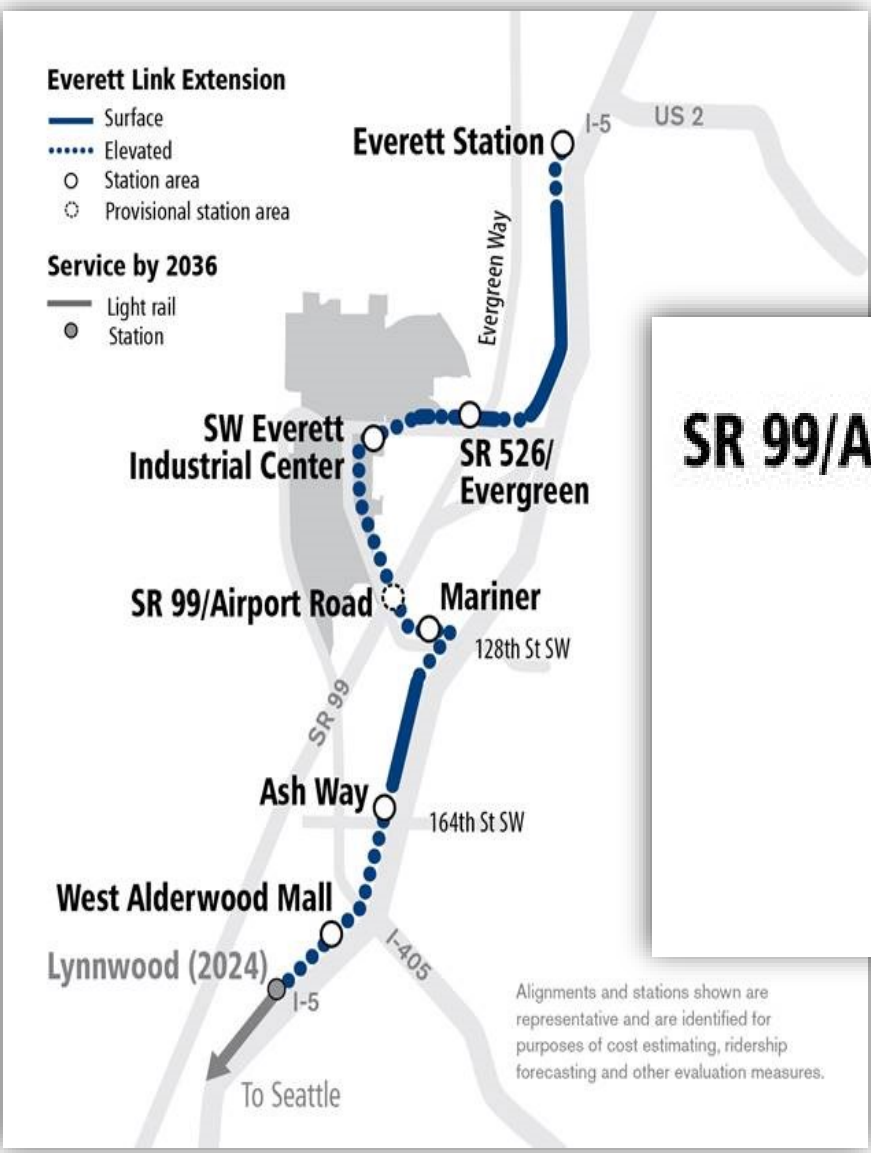 Everett Link Extension
Surface
Elevated
Station area
Provisional station area
Service by 2036
Light rail
Station
Everett Station
I-5
US 2
Evergreen Way
SW Everett
Industrial Center
SR 526/
Evergreen
SR 99/A
SR 99/Airport Road
Mariner
128th St SW
SR 99
Ash Way
164th St SW
West Alderwood Mall
Lynnwood (2024)
I-405
I-5
To Seattle
Alignments and stations shown are
representative and are identified for
purposes of cost estimating, ridership
forecasting and other evaluation measures.